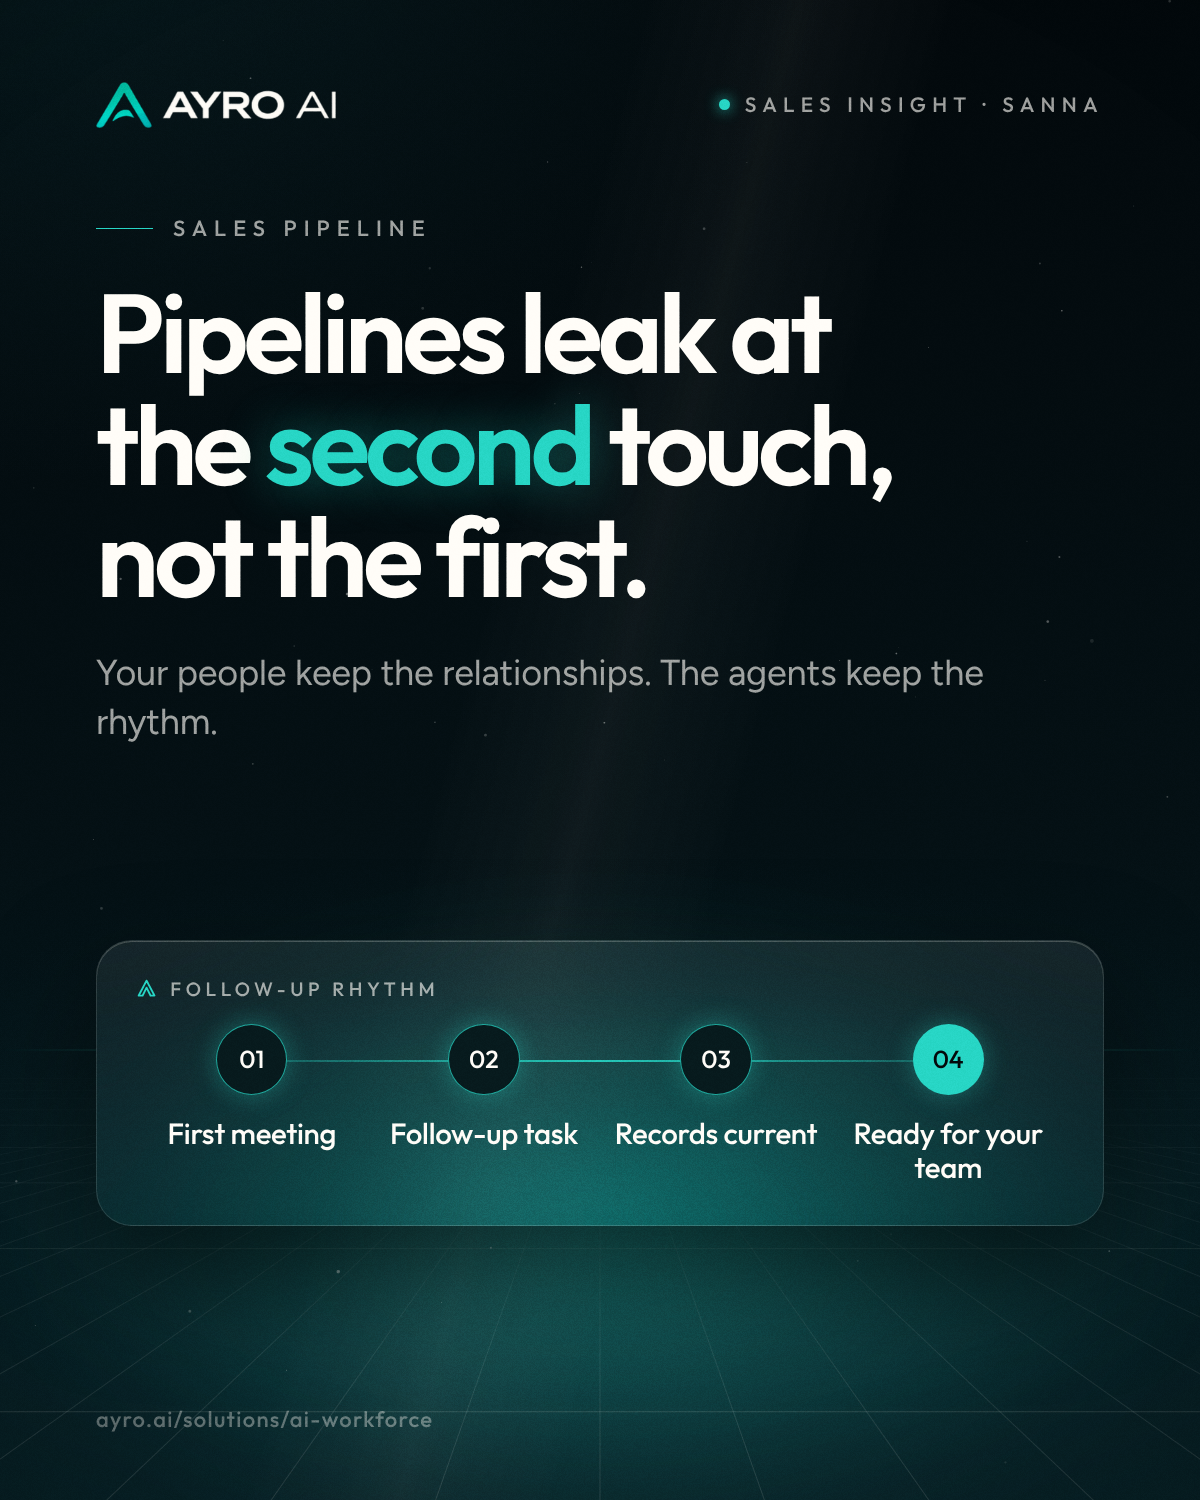 AYRO AI
SALES INSIGHT · SANNA
SALES PIPELINE
Pipelines leak at
the second touch,
not the first.
Your people keep the relationships. The agents keep the
rhythm.
FOLLOW-UP RHYTHM
01
02
03
04
First meeting
Follow-up task
Records current
Ready for your
team
ayro.ai/solutions/ai-workforce